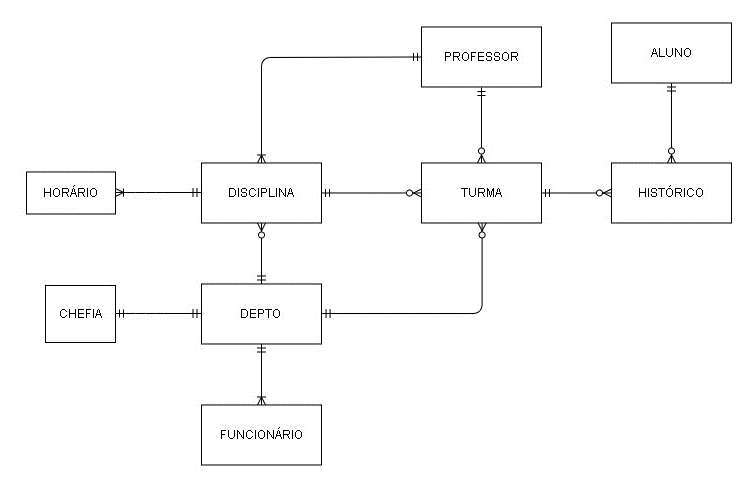 PROFESSOR
ALUNO
HORÁRIO
DISCIPLINA
TURMA
HISTÓRICO
CHEFIA
DEPTO
FUNCIONÁRIO